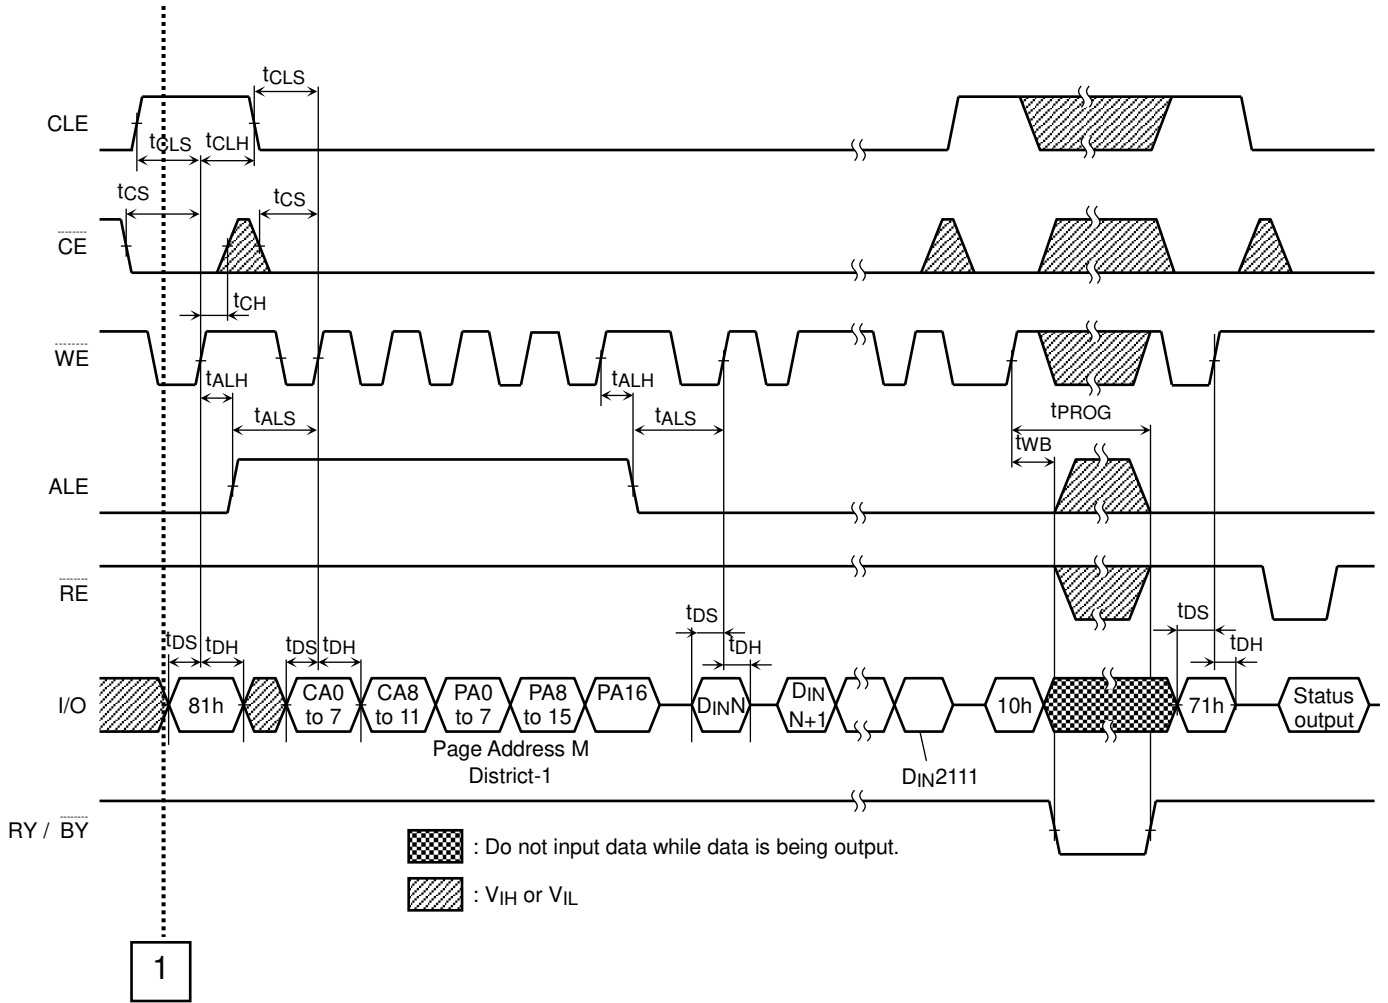 tCLS
CLE
tCLS tCLH
tCS tCS
CE
tCH
WE
tALH tALH
tALS tALS tPROG
tWB
ALE
RE
tDS tDH tDS tDH tDS tDH tDS tDH
I/O 81h CA0 to 7 CA8 to 11 PA0 to 7 PA8 to 15 PA16 DINN DIN N+1 10h 71h Status output
Page Address M
District-1
DIN2111
RY / BY
: Do not input data while data is being output.
: VIH or VIL
1